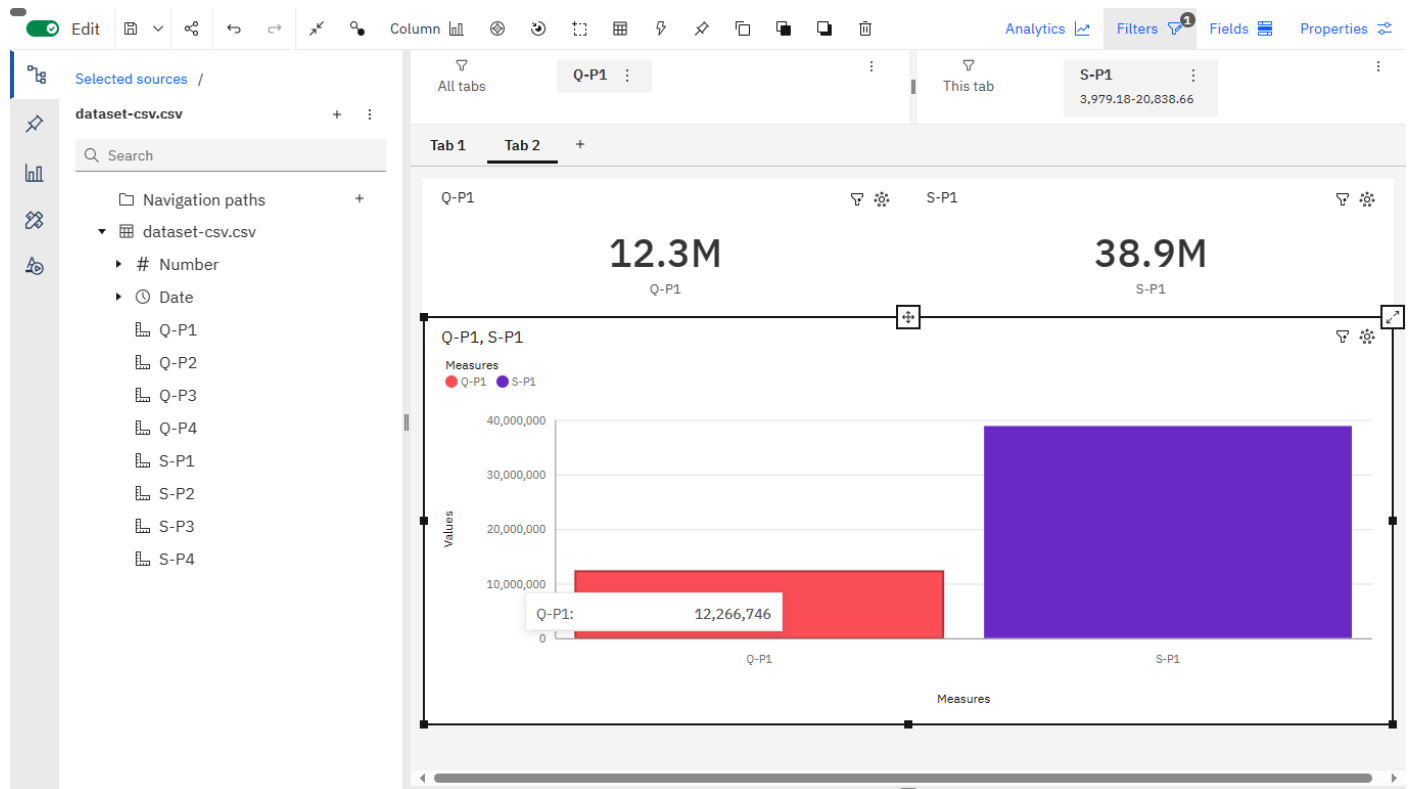 Edit
Column
Analytics
Filters
1
Fields
Properties
Selected sources /
dataset-csv.csv
Search
Navigation paths
dataset-csv.csv
# Number
Date
Q-P1
Q-P2
Q-P3
Q-P4
S-P1
S-P2
S-P3
S-P4
All tabs
Q-P1
This tab
S-P1
3,979.18-20,838.66
Tab 1
Tab 2
+
Q-P1
12.3M
Q-P1
S-P1
38.9M
S-P1
Q-P1, S-P1
Measures
Q-P1 S-P1
Values
40,000,000
30,000,000
20,000,000
10,000,000
0
Q-P1: 12,266,746
Q-P1
S-P1
Measures